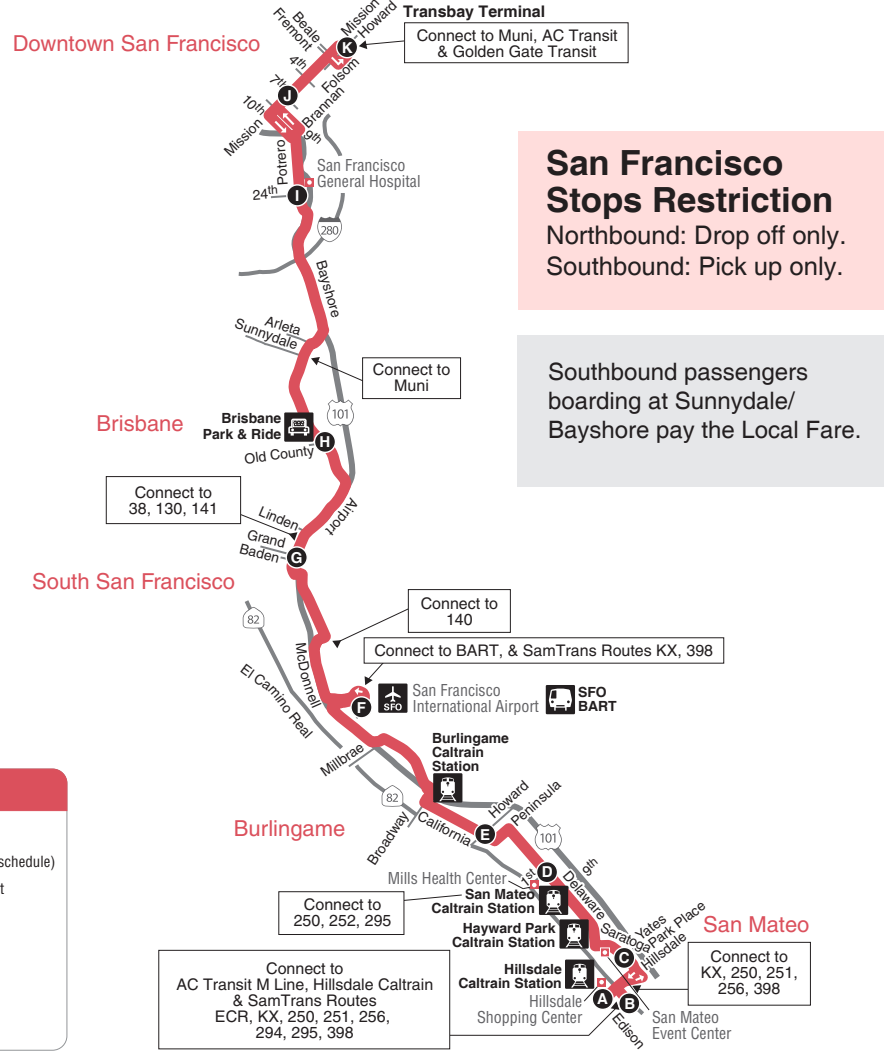 Transbay Terminal
Mission
Howard
Beale
Fremont
Downtown San Francisco
K
Connect to Muni, AC Transit
& Golden Gate Transit
4th
Folsom
7th
J
10th
Brannan
9th
Mission
Potrero
San Francisco
General Hospital
24th
I
280
San Francisco
Stops Restriction
Northbound: Drop off only.
Southbound: Pick up only.
Bayshore
Arleta
Sunnydale
Connect to
Muni
Southbound passengers
boarding at Sunnydale/
Bayshore pay the Local Fare.
101
Brisbane
Brisbane
Park & Ride
H
Old County
Connect to
38, 130, 141
Airport
Linden
Grand
Baden
G
South San Francisco
82
Connect to
140
McDonnell
Connect to BART, & SamTrans Routes KX, 398
El Camino Real
F
SFO
San Francisco
International Airport
SFO
BART
Millbrae
Burlingame
Caltrain
Station
82
Broadway
California
Howard
Peninsula
Burlingame
E
101
schedule)
t
Mills Health Center
1st
D
9th
Delaware
San Mateo
Caltrain Station
Connect to
250, 252, 295
Hayward Park
Caltrain Station
Saratoga
Yates
Park Place
Hillsdale
San Mateo
C
Connect to
KX, 250, 251,
256, 398
Connect to
AC Transit M Line, Hillsdale Caltrain
& SamTrans Routes
ECR, KX, 250, 251, 256,
294, 295, 398
Hillsdale
Caltrain Station
Hillsdale
Shopping Center
A
B
Edison
San Mateo
Event Center